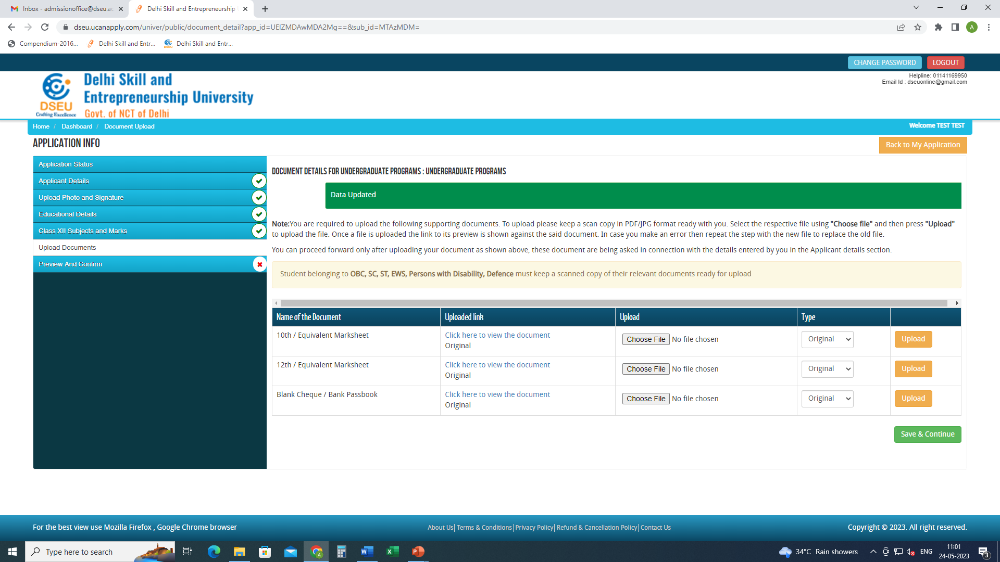 Inbox - admissionoffice@dseu.ac
Delhi Skill and Entrepreneurship
dseu.ucanapply.com/univer/public/document_detail?app_id=UEIZMDAwMDA2Mg==&sub_id=MTAzMDM=
A
Compendium-2016...
Delhi Skill and Entr...
Delhi Skill and Entr...
CHANGE PASSWORD
LOGOUT
Helpline: 01141169950
Email Id : dseuonline@gmail.com
DSEU
Crafting Excellence
Delhi Skill and
Entrepreneurship University
Govt. of NCT of Delhi
Home / Dashboard / Document Upload
Welcome TEST TEST
APPLICATION INFO
Back to My Application
Application Status
Applicant Details
Upload Photo and Signature
Educational Details
Class XII Subjects and Marks
Upload Documents
Preview And Confirm
DOCUMENT DETAILS FOR UNDERGRADUATE PROGRAMS : UNDERGRADUATE PROGRAMS
Data Updated
Note:You are required to upload the following supporting documents. To upload please keep a scan copy in PDF/JPG format ready with you. Select the respective file using "Choose file" and then press "Upload"
to upload the file. Once a file is uploaded the link to its preview is shown against the said document. In case you make an error then repeat the step with the new file to replace the old file.
You can proceed forward only after uploading your document as shown above, these document are being asked in connection with the details entered by you in the Applicant details section.
Student belonging to OBC, SC, ST, EWS, Persons with Disability, Defence must keep a scanned copy of their relevant documents ready for upload
Name of the Document Uploaded link Upload Type
10th / Equivalent Marksheet Click here to view the document Choose File No file chosen Original Upload
Original
12th / Equivalent Marksheet Click here to view the document Choose File No file chosen Original Upload
Original
Blank Cheque / Bank Passbook Click here to view the document Choose File No file chosen Original Upload
Original
Save & Continue
For the best view use Mozilla Firefox , Google Chrome browser
About Us| Terms & Conditions| Privacy Policy| Refund & Cancellation Policy| Contact Us
Copyright © 2023. All right reserved.
Type here to search
34°C Rain showers
ENG
11:01
24-05-2023
3